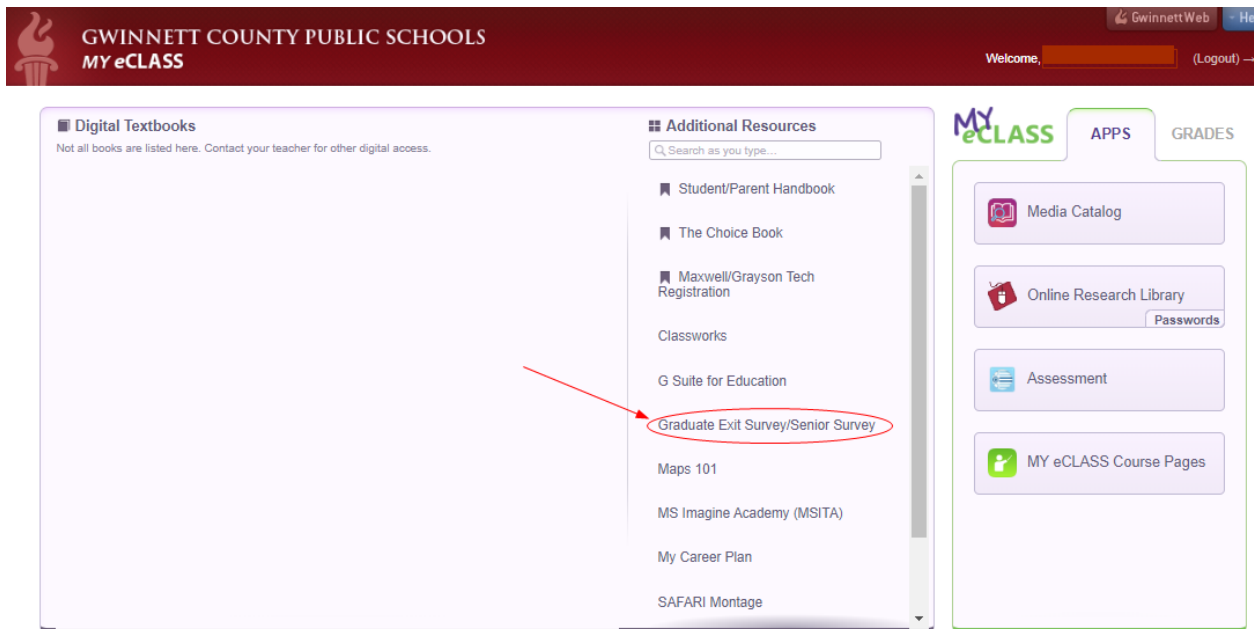 GwinnettWeb
He
GWINNETT COUNTY PUBLIC SCHOOLS
MY eCLASS
Welcome,
(Logout) →
Digital Textbooks
Not all books are listed here. Contact your teacher for other digital access.
Additional Resources
Search as you type...
Student/Parent Handbook
The Choice Book
Maxwell/Grayson Tech
Registration
Classworks
G Suite for Education
Graduate Exit Survey/Senior Survey
Maps 101
MS Imagine Academy (MSITA)
My Career Plan
SAFARI Montage
MY eCLASS
APPS
GRADES
Media Catalog
Online Research Library
Passwords
Assessment
MY eCLASS Course Pages